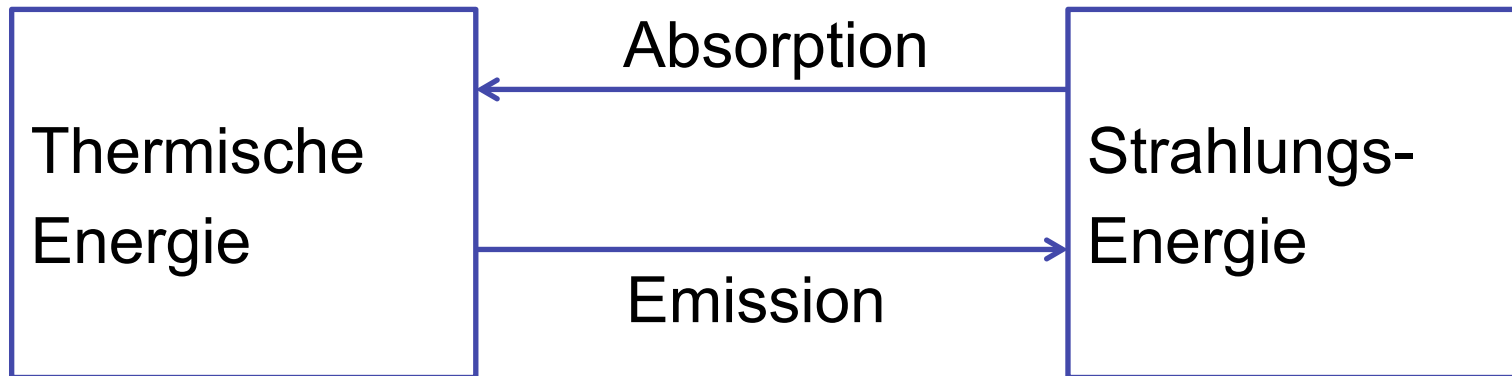 Absorption
Thermische
Energie
Strahlungs-
Energie
Emission